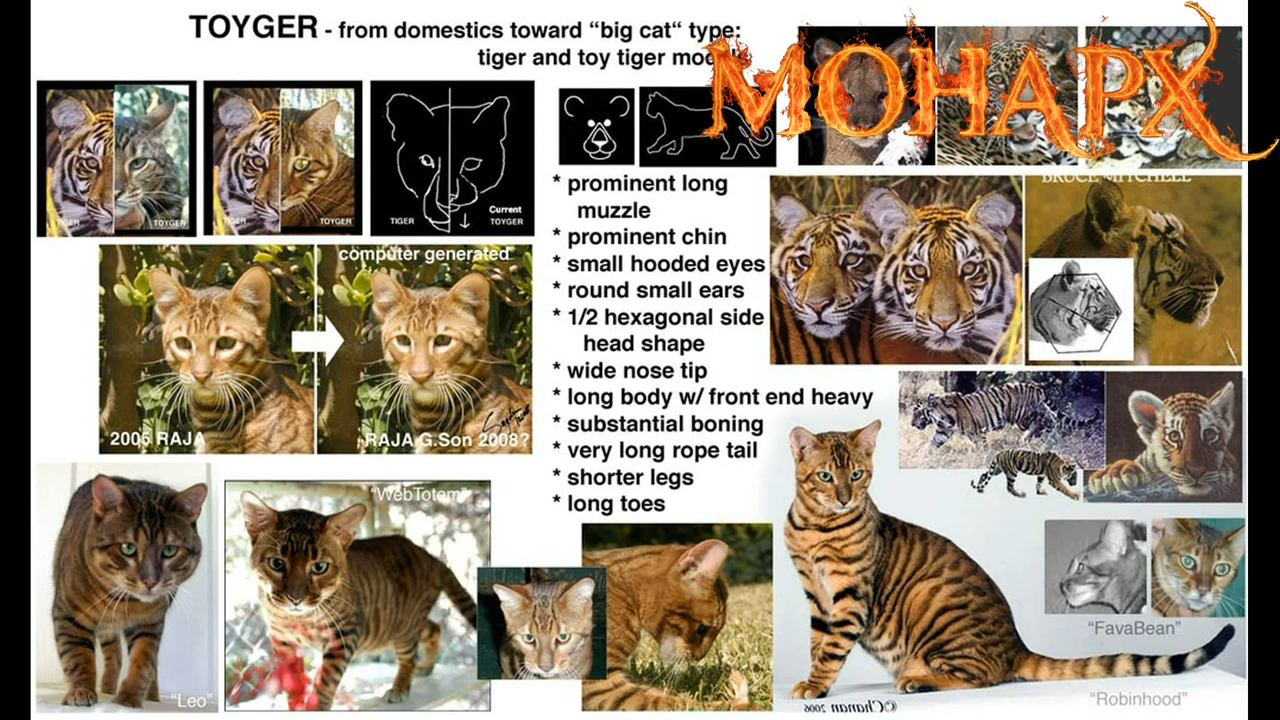 TOYGER - from domestics toward “big cat“ type:
tiger and toy tiger
МОНАРХ
TIGER
TOYGER
TIGER
TOYGER
TIGER
Current
TOYGER
* prominent long
muzzle
* prominent chin
* small hooded eyes
* round small ears
* 1/2 hexagonal side
head shape
* wide nose tip
* long body w/ front end heavy
* substantial boning
* very long rope tail
* shorter legs
* long toes
BRUCE MITCHELL
computer generated
2005 RAJA
RAJA G.Son 2008?
"Leo"
"WebTotem"
"FavaBean"
"Robinhood"
©Chanan 2006